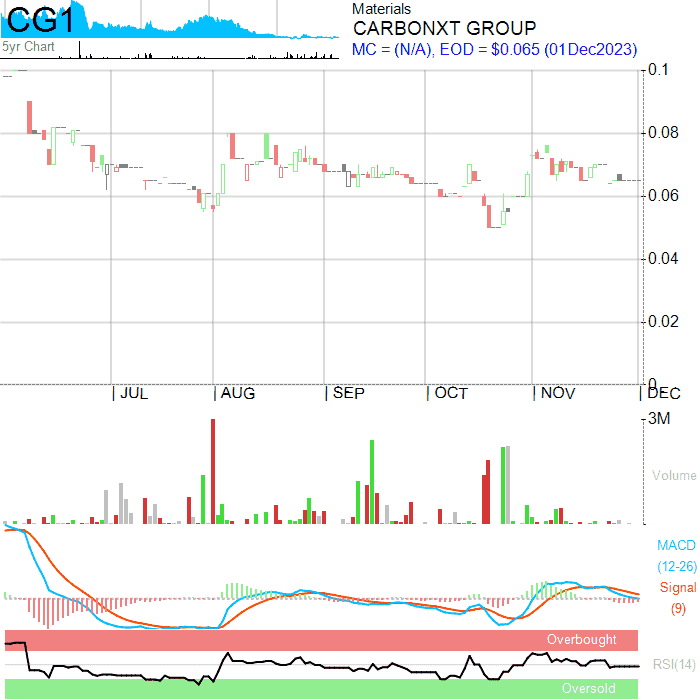 CG1
5yr Chart
Materials
CARBONXT GROUP
MC = (N/A), EOD = $0.065 (01Dec2023)
0.1
0.08
0.06
0.04
0.02
0
JUL AUG SEP OCT NOV DEC
3M
Volume
MACD
(12-26)
Signal
(9)
Overbought
RSI(14)
Oversold